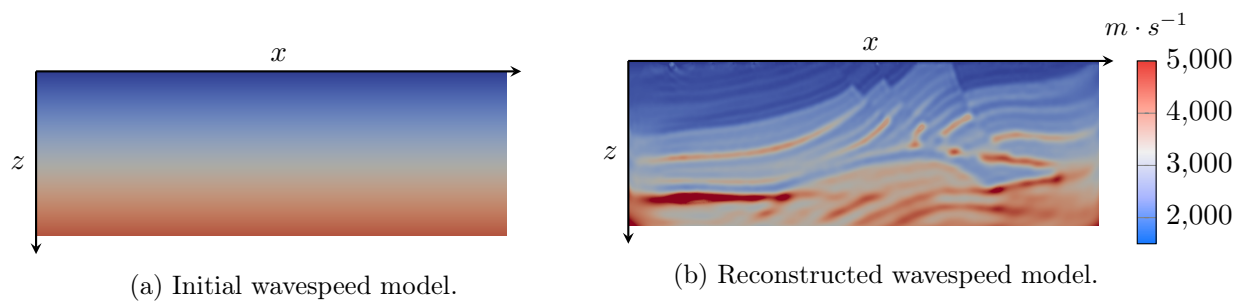 x
z
(a) Initial wavespeed model.
x
z
(b) Reconstructed wavespeed model.
m · s⁻¹
5,000
4,000
3,000
2,000